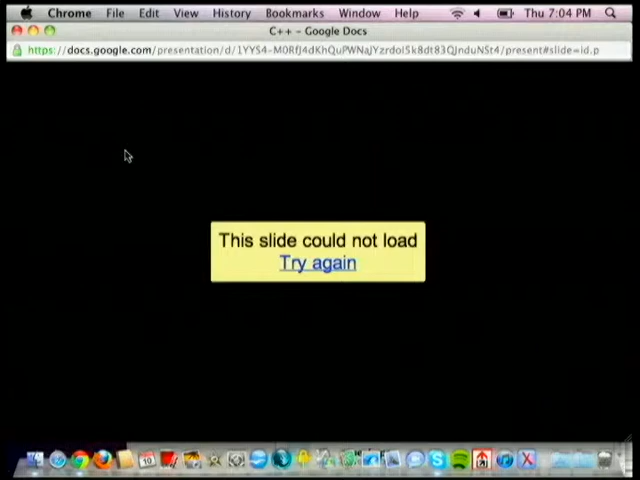 Chrome File Edit View History Bookmarks Window Help Thu 7:04 PM
C++ - Google Docs
This slide could not load
Try again